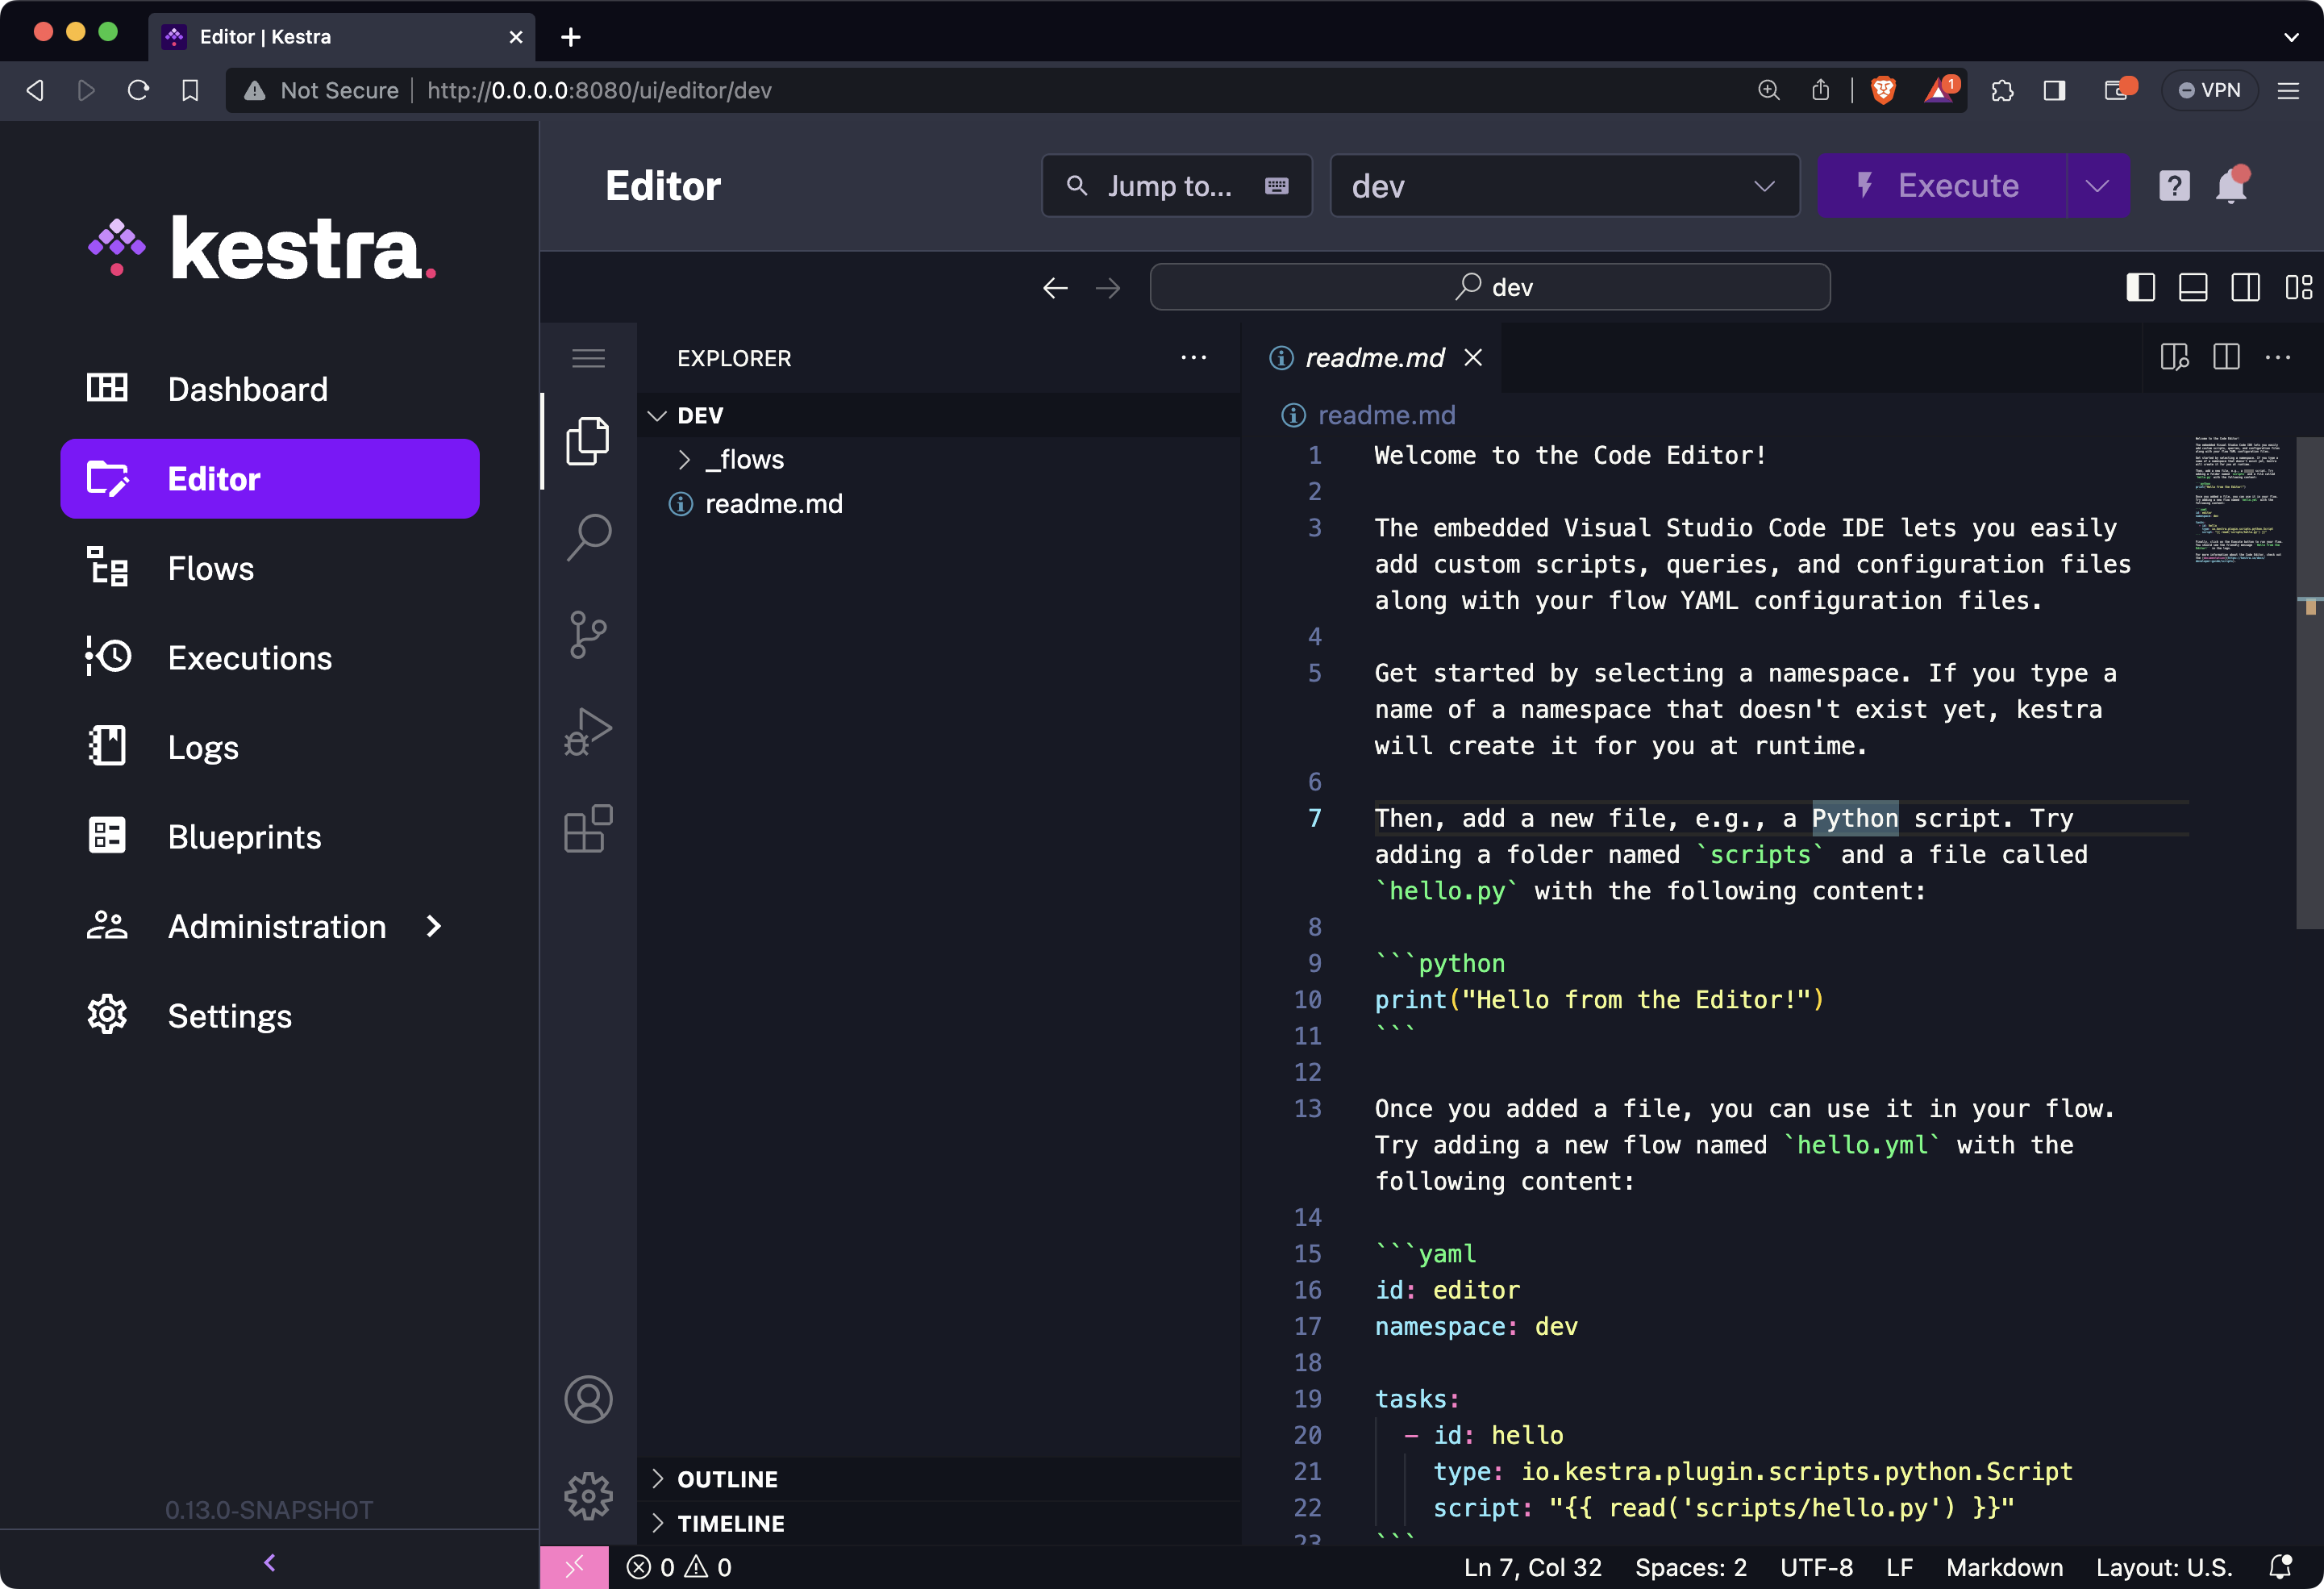 Editor | Kestra
Not Secure
http://0.0.0.0:8080/ui/editor/dev
1
VPN
kestra.
Dashboard
Editor
Flows
Executions
Logs
Blueprints
Administration
Settings
0.13.0-SNAPSHOT
Editor
Jump to...
dev
Execute
dev
EXPLORER
DEV
_flows
readme.md
OUTLINE
TIMELINE
readme.md
readme.md
1 Welcome to the Code Editor!
2
3 The embedded Visual Studio Code IDE lets you easily
add custom scripts, queries, and configuration files
along with your flow YAML configuration files.
4
5 Get started by selecting a namespace. If you type a
name of a namespace that doesn't exist yet, kestra
will create it for you at runtime.
6
7 Then, add a new file, e.g., a Python script. Try
adding a folder named `scripts` and a file called
`hello.py` with the following content:
8
9 ```python
10 print("Hello from the Editor!")
11 ```
12
13 Once you added a file, you can use it in your flow.
Try adding a new flow named `hello.yml` with the
following content:
14
15 ```yaml
16 id: editor
17 namespace: dev
18
19 tasks:
20 - id: hello
21 type: io.kestra.plugin.scripts.python.Script
22 script: "{{ read('scripts/hello.py') }}"
23 ```
0 0
Ln 7, Col 32
Spaces: 2
UTF-8
LF
Markdown
Layout: U.S.